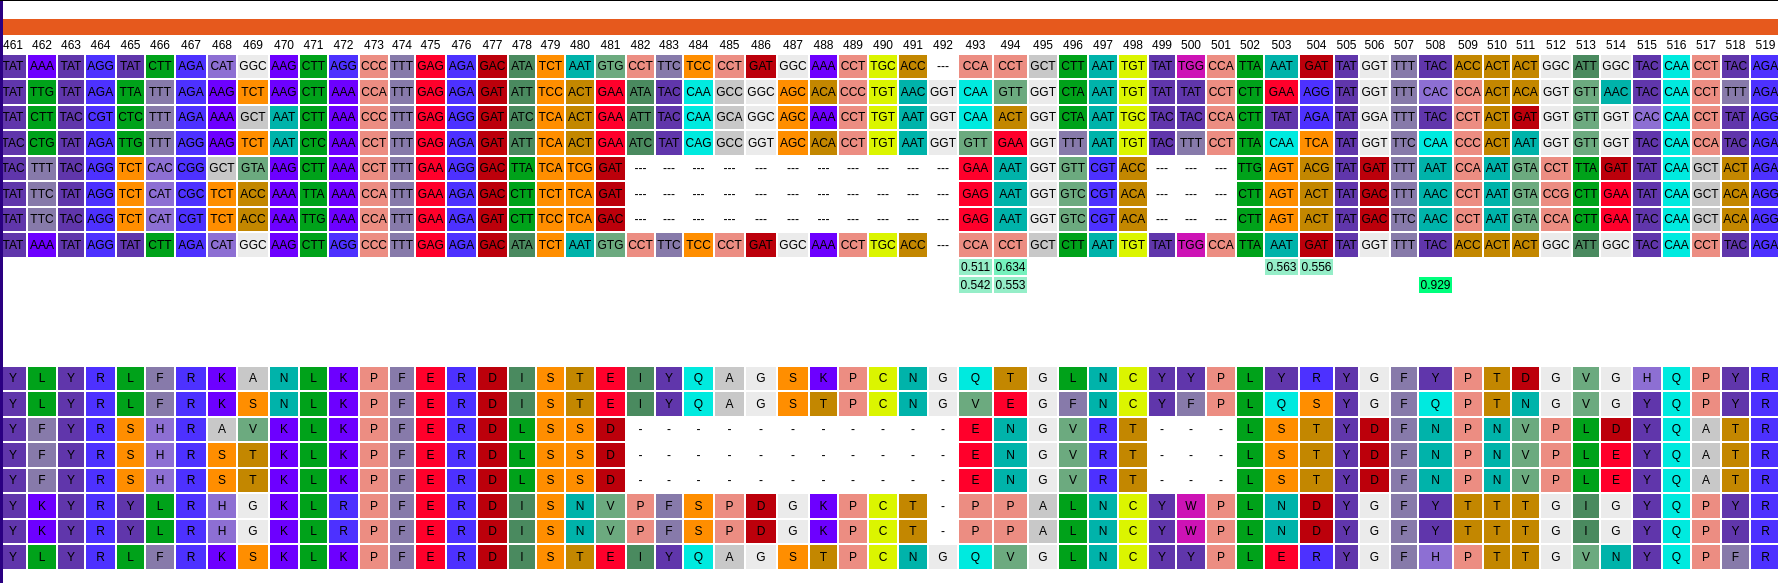 461 462 463 464 465 466 467 468 469 470 471 472 473 474 475 476 477 478 479 480 481 482 483 484 485 486 487 488 489 490 491 492 493 494 495 496 497 498 499 500 501 502 503 504 505 506 507 508 509 510 511 512 513 514 515 516 517 518 519
TAT AAA TAT AGG TAT CTT AGA CAT GGC AAG CTT AGG CCC TTT GAG AGA GAC ATA TCT AAT GTG CCT TTC TCC CCT GAT GGC AAA CCT TGC ACC --- CCA CCT GCT CTT AAT TGT TAT TGG CCA TTA AAT GAT TAT GGT TTT TAC ACC ACT ACT GGC ATT GGC TAC CAA CCT TAC AGA
TAT TTG TAT AGA TTA TTT AGA AAG TCT AAG CTT AAA CCA TTT GAG AGA GAT ATT TCC ACT GAA ATA TAC CAA GCC GGC AGC ACA CCC TGT AAC GGT CAA GTT GGT CTA AAT TGT TAT TAT CCT CTT GAA AGG TAT GGT TTT CAC CCA ACT ACA GGT GTT AAC TAC CAA CCT TTT AGA
TAT CTT TAC CGT CTC TTT AGA AAA GCT AAT CTT AAA CCC TTT GAG AGG GAT ATC TCA ACT GAA ATT TAC CAA GCA GGC AGC AAA CCT TGT AAT GGT CAA ACT GGT CTA AAT TGC TAC TAC CCA CTT TAT AGA TAT GGA TTT TAC CCT ACT GAT GGT GTT GGT CAC CAA CCT TAT AGG
TAC CTG TAT AGA TTG TTT AGG AAG TCT AAT CTC AAA CCT TTT GAG AGA GAT ATT TCA ACT GAA ATC TAT CAG GCC GGT AGC ACA CCT TGT AAT GGT GTT GAA GGT TTT AAT TGT TAC TTT CCT TTA CAA TCA TAT GGT TTC CAA CCC ACT AAT GGT GTT GGT TAC CAA CCA TAC AGA
TAC TTT TAC AGG TCT CAC CGG GCT GTA AAG CTT AAA CCT TTT GAA AGG GAC TTA TCA TCG GAT --- --- --- --- --- --- --- --- --- --- --- GAA AAT GGT GTT CGT ACC --- --- --- TTG AGT ACG TAT GAT TTT AAT CCA AAT GTA CCT TTA GAT TAT CAA GCT ACT AGA
TAT TTC TAT AGG TCT CAT CGC TCT ACC AAA TTA AAA CCA TTT GAA AGA GAC CTT TCT TCA GAT --- --- --- --- --- --- --- --- --- --- --- GAG AAT GGT GTC CGT ACA --- --- --- CTT AGT ACT TAT GAC TTT AAC CCA AAT GTA CCG CTT GAA TAT CAA GCT ACA AGG
TAT TTC TAC AGG TCT CAT CGT TCT ACC AAA TTG AAA CCA TTT GAA AGA GAT CTT TCC TCA GAC --- --- --- --- --- --- --- --- --- --- --- GAG AAT GGT GTC CGT ACA --- --- --- CTT AGT ACT TAT GAC TTC AAC CCT AAT GTA CCA CTT GAA TAC CAA GCT ACA AGG
TAT AAA TAT AGG TAT CTT AGA CAT GGC AAG CTT AGG CCC TTT GAG AGA GAC ATA TCT AAT GTG CCT TTC TCC CCT GAT GGC AAA CCT TGC ACC --- CCA CCT GCT CTT AAT TGT TAT TGG CCA TTA AAT GAT TAT GGT TTT TAC ACC ACT ACT GGC ATT GGC TAC CAA CCT TAC AGA
0.511 0.634 0.563 0.556
0.542 0.553 0.929
Y L Y R L F R K A N L K P F E R D I S T E I Y Q A G S K P C N G Q T G L N C Y Y P L Y R Y G F Y P T D G V G H Q P Y R
Y L Y R L F R K S N L K P F E R D I S T E I Y Q A G S T P C N G V E G F N C Y F P L Q S Y G F Q P T N G V G Y Q P Y R
Y F Y R S H R A V K L K P F E R D L S S D - - - - - - - - - - - E N G V R T - - - L S T Y D F N P N V P L D Y Q A T R
Y F Y R S H R S T K L K P F E R D L S S D - - - - - - - - - - - E N G V R T - - - L S T Y D F N P N V P L E Y Q A T R
Y F Y R S H R S T K L K P F E R D L S S D - - - - - - - - - - - E N G V R T - - - L S T Y D F N P N V P L E Y Q A T R
Y K Y R Y L R H G K L R P F E R D I S N V P F S P D G K P C T - P P A L N C Y W P L N D Y G F Y T T T G I G Y Q P Y R
Y K Y R Y L R H G K L R P F E R D I S N V P F S P D G K P C T - P P A L N C Y W P L N D Y G F Y T T T G I G Y Q P Y R
Y L Y R L F R K S K L K P F E R D I S T E I Y Q A G S T P C N G Q V G L N C Y Y P L E R Y G F H P T T G V N Y Q P F R